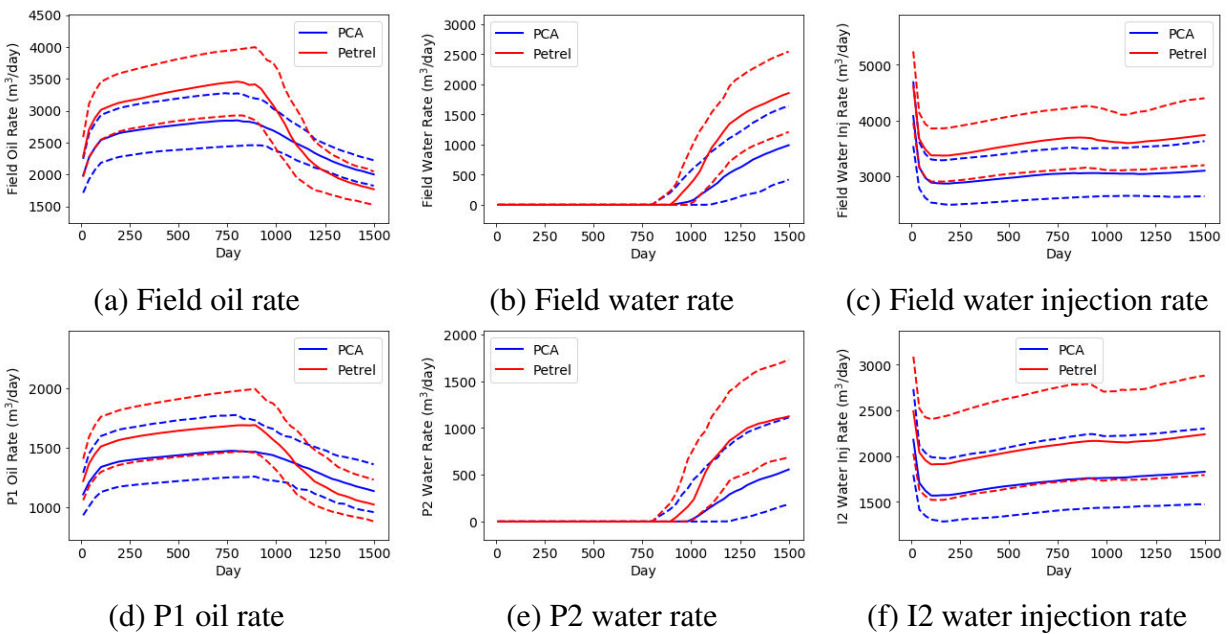 4500
4000
3500
3000
2500
2000
1500
Field Oil Rate (m³/day)
PCA
Petrel
0 250 500 750 1000 1250 1500
Day
(a) Field oil rate
3000
2500
2000
1500
1000
500
0
Field Water Rate (m³/day)
PCA
Petrel
0 250 500 750 1000 1250 1500
Day
(b) Field water rate
5000
4000
3000
Field Water Inj Rate (m³/day)
PCA
Petrel
0 250 500 750 1000 1250 1500
Day
(c) Field water injection rate
2000
1500
1000
P1 Oil Rate (m³/day)
PCA
Petrel
0 250 500 750 1000 1250 1500
Day
(d) P1 oil rate
2000
1500
1000
500
0
P2 Water Rate (m³/day)
PCA
Petrel
0 250 500 750 1000 1250 1500
Day
(e) P2 water rate
3000
2500
2000
1500
I2 Water Inj Rate (m³/day)
PCA
Petrel
0 250 500 750 1000 1250 1500
Day
(f) I2 water injection rate